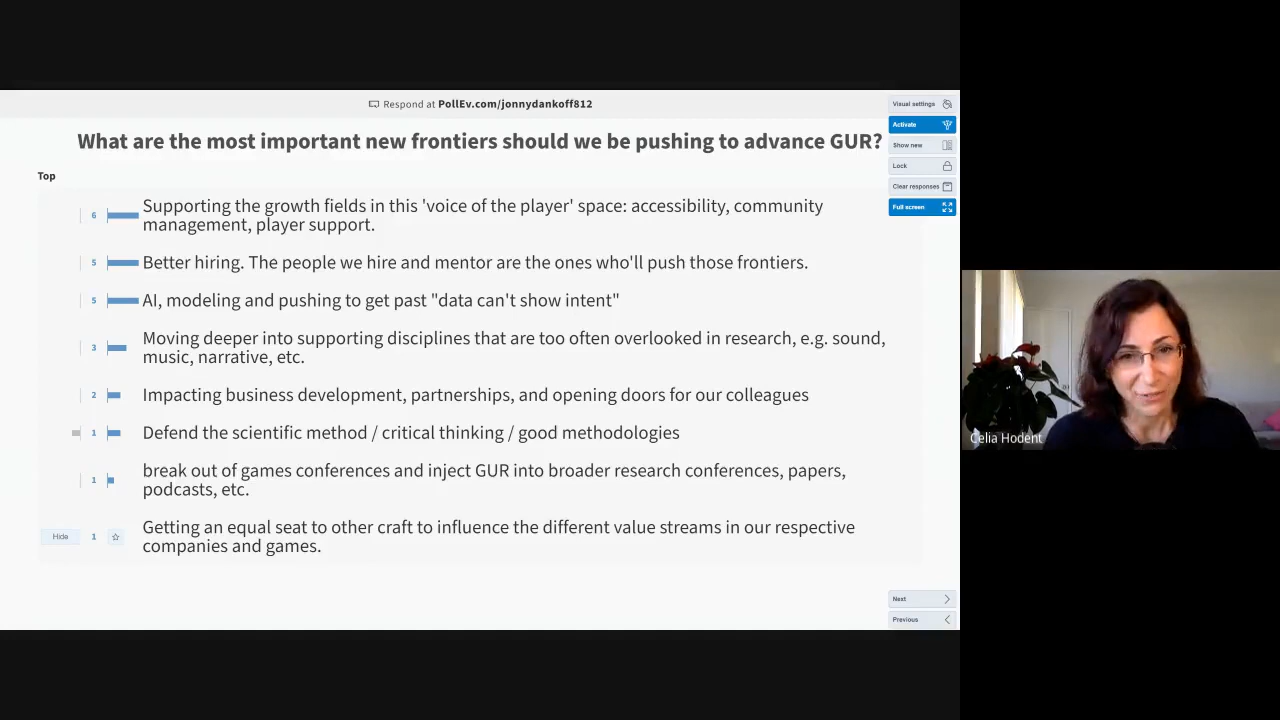 Respond at PollEv.com/jonnydankoff812
Visual settings
What are the most important new frontiers should we be pushing to advance GUR?
Activate
Show new
Lock
Clear responses
Full screen
Top
6 Supporting the growth fields in this 'voice of the player' space: accessibility, community
management, player support.
5 Better hiring. The people we hire and mentor are the ones who'll push those frontiers.
5 AI, modeling and pushing to get past "data can't show intent"
3 Moving deeper into supporting disciplines that are too often overlooked in research, e.g. sound,
music, narrative, etc.
2 Impacting business development, partnerships, and opening doors for our colleagues
1 Defend the scientific method / critical thinking / good methodologies
1 break out of games conferences and inject GUR into broader research conferences, papers,
podcasts, etc.
Hide 1 Getting an equal seat to other craft to influence the different value streams in our respective
companies and games.
Next
Previous
Celia Hodent